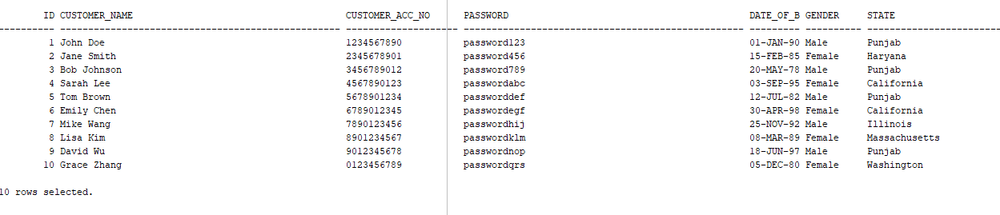 ID CUSTOMER_NAME CUSTOMER_ACC_NO PASSWORD DATE_OF_B GENDER STATE
1 John Doe 1234567890 password123 01-JAN-90 Male Punjab
2 Jane Smith 2345678901 password456 15-FEB-85 Female Haryana
3 Bob Johnson 3456789012 password789 20-MAY-78 Male Punjab
4 Sarah Lee 4567890123 passwordabc 03-SEP-95 Female California
5 Tom Brown 5678901234 passworddef 12-JUL-82 Male Punjab
6 Emily Chen 6789012345 passwordegf 30-APR-98 Female California
7 Mike Wang 7890123456 passwordhij 25-NOV-92 Male Illinois
8 Lisa Kim 8901234567 passwordklm 08-MAR-89 Female Massachusetts
9 David Wu 9012345678 passwordnop 18-JUN-97 Male Punjab
10 Grace Zhang 0123456789 passwordqrs 05-DEC-80 Female Washington
10 rows selected.